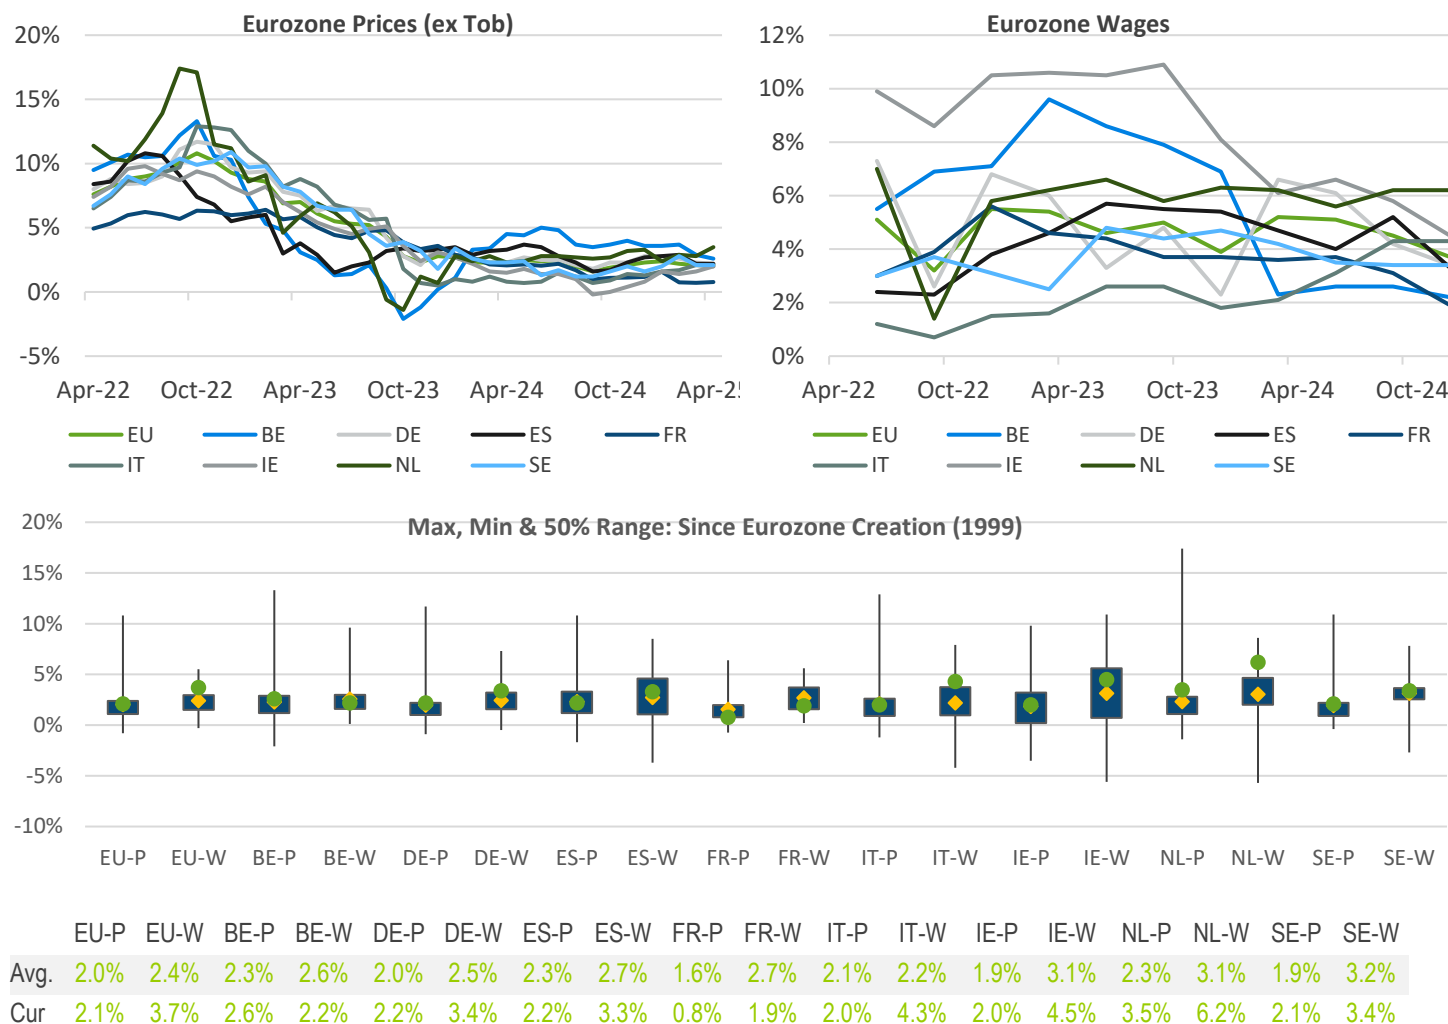 Eurozone Prices (ex Tob)
20%
15%
10%
5%
0%
-5%
Apr-22 Oct-22 Apr-23 Oct-23 Apr-24 Oct-24 Apr-25
EU BE DE ES FR
IT IE NL SE
Eurozone Wages
12%
10%
8%
6%
4%
2%
0%
Apr-22 Oct-22 Apr-23 Oct-23 Apr-24 Oct-24
EU BE DE ES FR
IT IE NL SE
Max, Min & 50% Range: Since Eurozone Creation (1999)
20%
15%
10%
5%
0%
-5%
-10%
EU-P EU-W BE-P BE-W DE-P DE-W ES-P ES-W FR-P FR-W IT-P IT-W IE-P IE-W NL-P NL-W SE-P SE-W
EU-P EU-W BE-P BE-W DE-P DE-W ES-P ES-W FR-P FR-W IT-P IT-W IE-P IE-W NL-P NL-W SE-P SE-W
Avg. 2.0% 2.4% 2.3% 2.6% 2.0% 2.5% 2.3% 2.7% 1.6% 2.7% 2.1% 2.2% 1.9% 3.1% 2.3% 3.1% 1.9% 3.2%
Cur 2.1% 3.7% 2.6% 2.2% 2.2% 3.4% 2.2% 3.3% 0.8% 1.9% 2.0% 4.3% 2.0% 4.5% 3.5% 6.2% 2.1% 3.4%